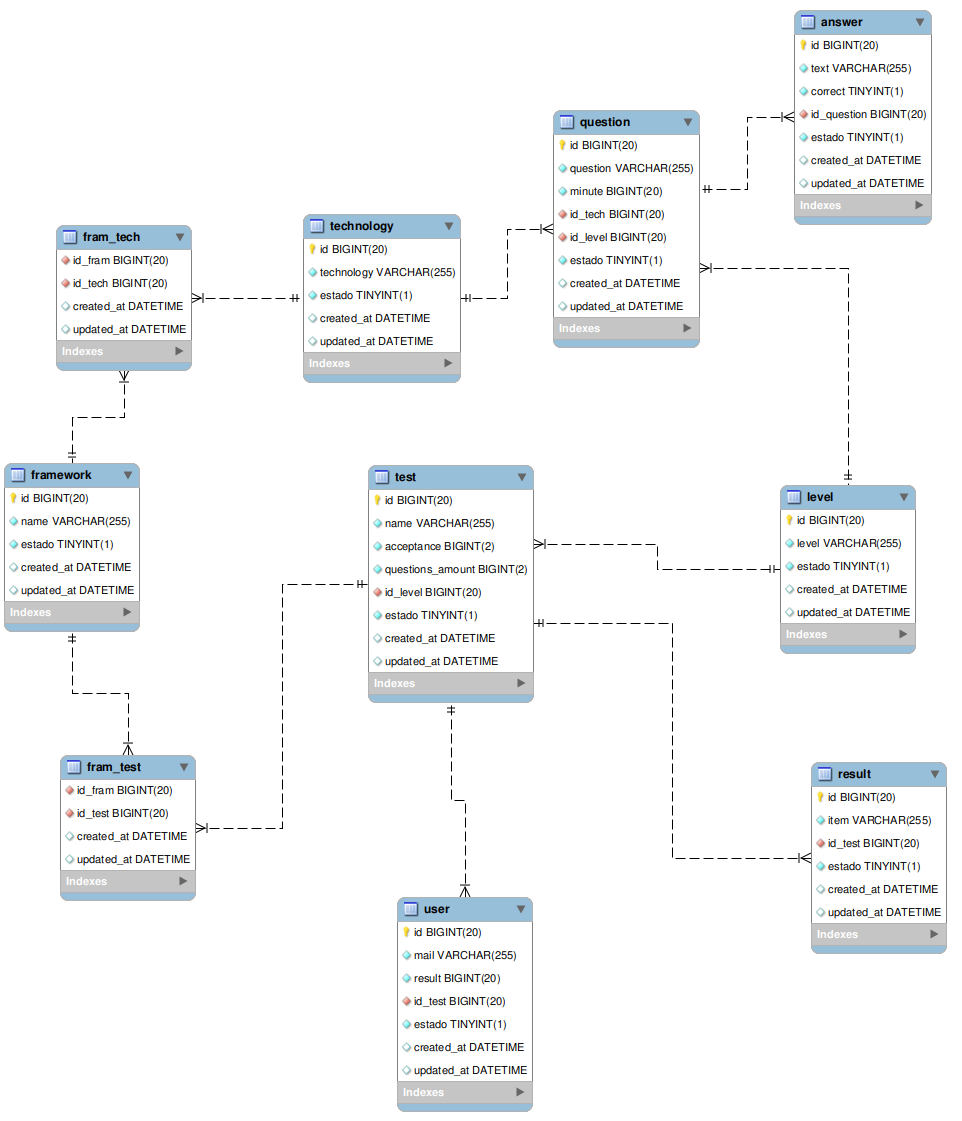 answer
id BIGINT(20)
text VARCHAR(255)
correct TINYINT(1)
id_question BIGINT(20)
estado TINYINT(1)
created_at DATETIME
updated_at DATETIME
Indexes
question
id BIGINT(20)
question VARCHAR(255)
minute BIGINT(20)
id_tech BIGINT(20)
id_level BIGINT(20)
estado TINYINT(1)
created_at DATETIME
updated_at DATETIME
Indexes
technology
id BIGINT(20)
technology VARCHAR(255)
estado TINYINT(1)
created_at DATETIME
updated_at DATETIME
Indexes
fram_tech
id_fram BIGINT(20)
id_tech BIGINT(20)
created_at DATETIME
updated_at DATETIME
Indexes
framework
id BIGINT(20)
name VARCHAR(255)
estado TINYINT(1)
created_at DATETIME
updated_at DATETIME
Indexes
test
id BIGINT(20)
name VARCHAR(255)
acceptance BIGINT(2)
questions_amount BIGINT(2)
id_level BIGINT(20)
estado TINYINT(1)
created_at DATETIME
updated_at DATETIME
Indexes
level
id BIGINT(20)
level VARCHAR(255)
estado TINYINT(1)
created_at DATETIME
updated_at DATETIME
Indexes
fram_test
id_fram BIGINT(20)
id_test BIGINT(20)
created_at DATETIME
updated_at DATETIME
Indexes
result
id BIGINT(20)
item VARCHAR(255)
id_test BIGINT(20)
estado TINYINT(1)
created_at DATETIME
updated_at DATETIME
Indexes
user
id BIGINT(20)
mail VARCHAR(255)
result BIGINT(20)
id_test BIGINT(20)
estado TINYINT(1)
created_at DATETIME
updated_at DATETIME
Indexes